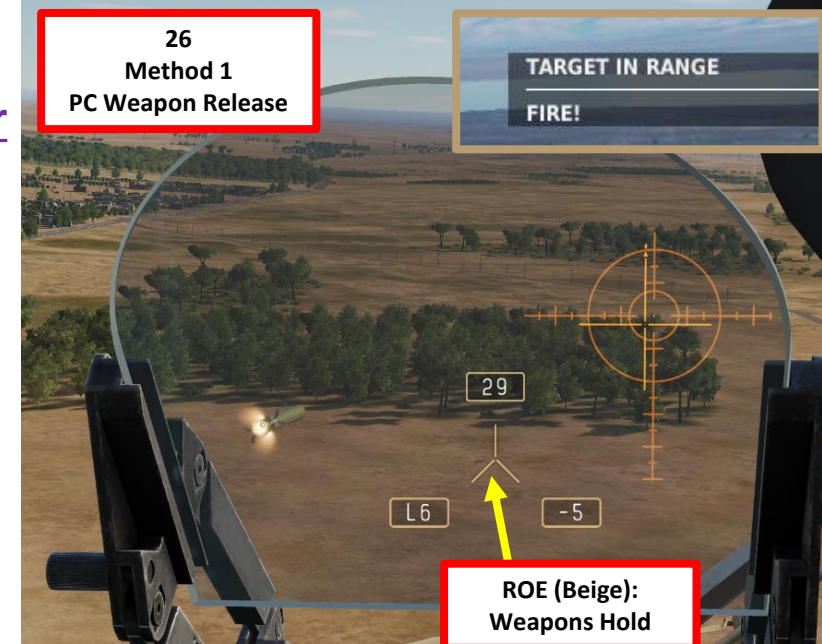 26
Method 1
PC Weapon Release
TARGET IN RANGE
FIRE!
r
29
L6
-5
ROE (Beige):
Weapons Hold